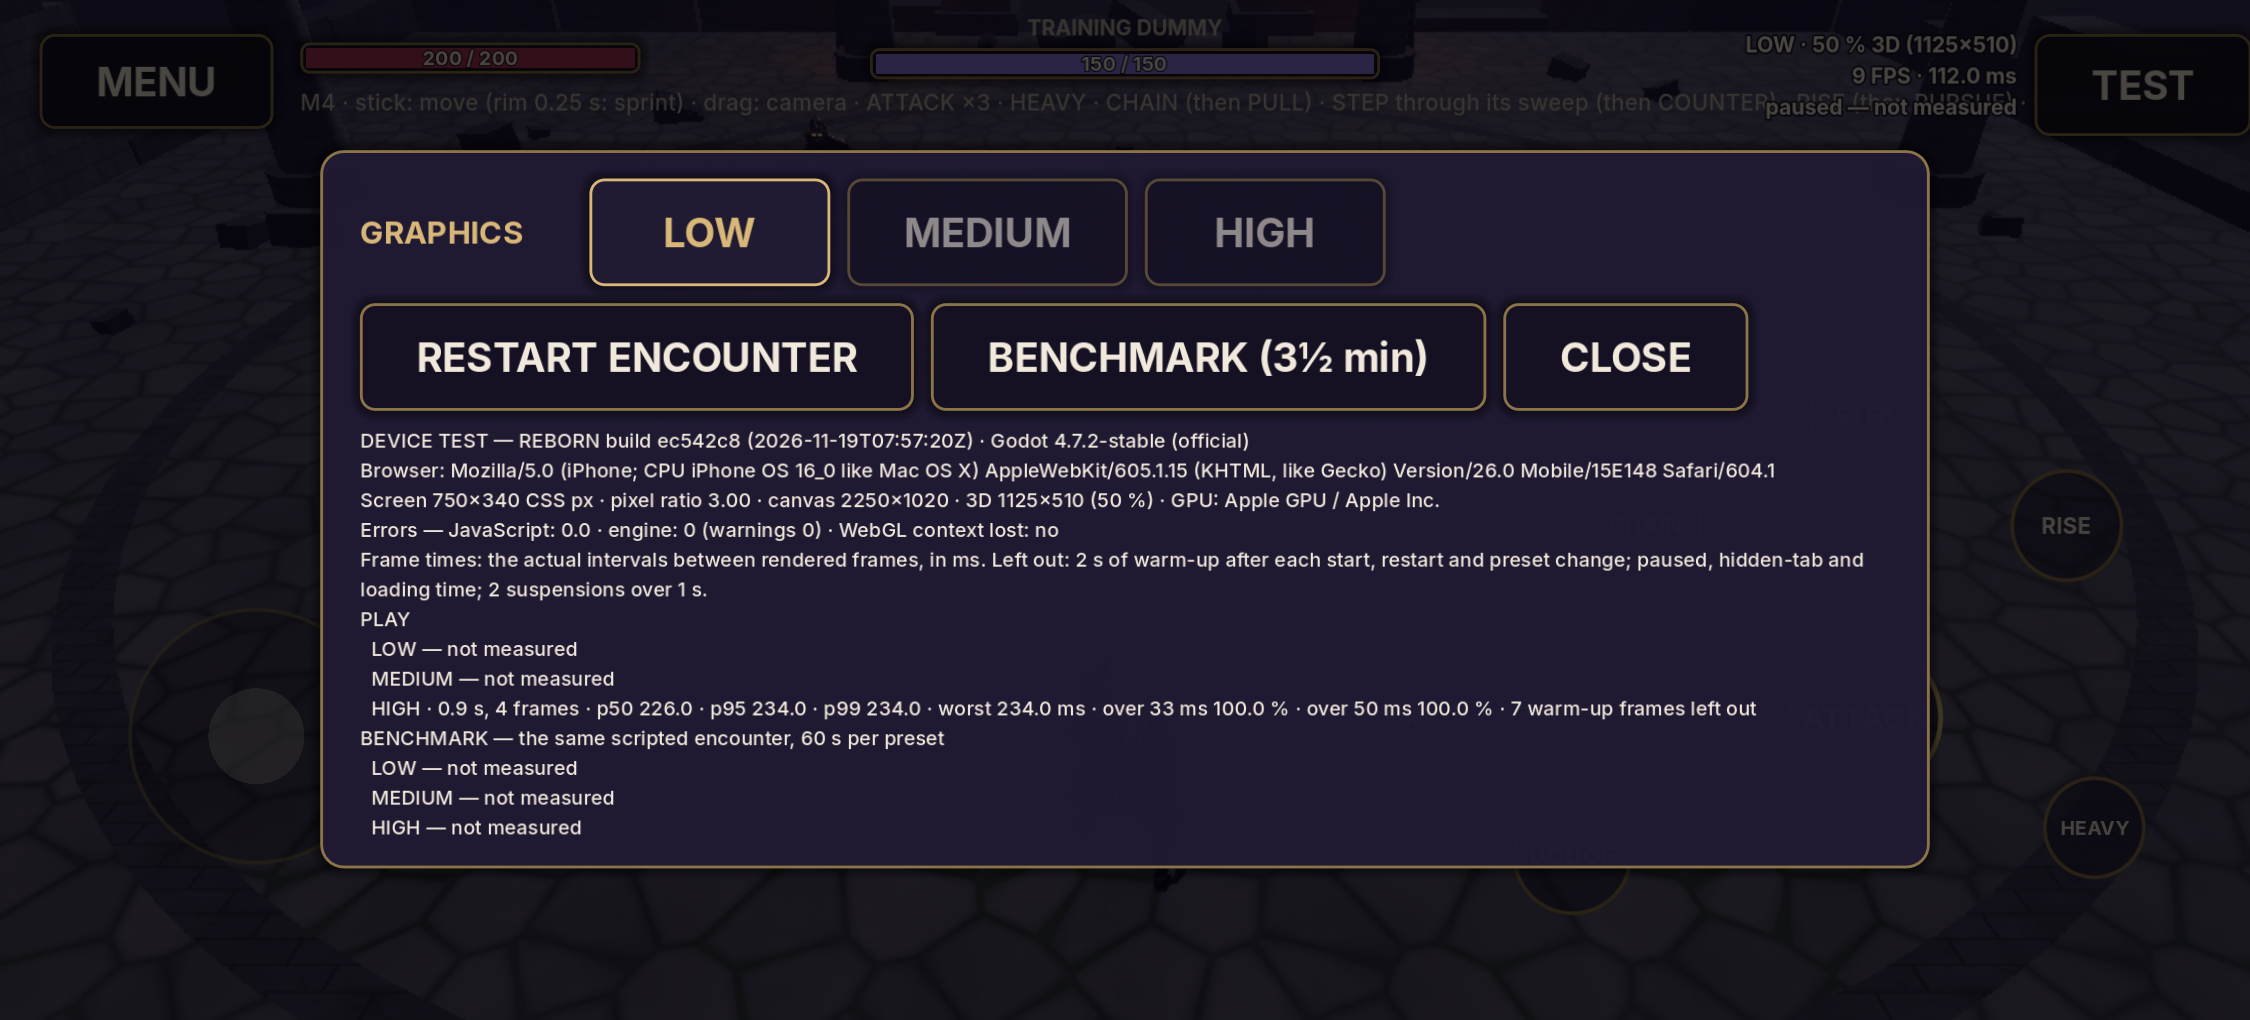 TRAINING DUMMY
MENU
200 / 200
150 / 150
LOW · 50 % 3D (1125×510)
9 FPS · 112.0 ms
paused — not measured
TEST
M4 · stick: move (rim 0.25 s: sprint) · drag: camera · ATTACK ×3 · HEAVY · CHAIN (then PULL) · STEP through its sweep (then COUNTER) · RISE (then PURSUE) ·
GRAPHICS
LOW
MEDIUM
HIGH
RESTART ENCOUNTER
BENCHMARK (3½ min)
CLOSE
DEVICE TEST — REBORN build ec542c8 (2026-11-19T07:57:20Z) · Godot 4.7.2-stable (official)
Browser: Mozilla/5.0 (iPhone; CPU iPhone OS 16_0 like Mac OS X) AppleWebKit/605.1.15 (KHTML, like Gecko) Version/26.0 Mobile/15E148 Safari/604.1
Screen 750×340 CSS px · pixel ratio 3.00 · canvas 2250×1020 · 3D 1125×510 (50 %) · GPU: Apple GPU / Apple Inc.
Errors — JavaScript: 0.0 · engine: 0 (warnings 0) · WebGL context lost: no
Frame times: the actual intervals between rendered frames, in ms. Left out: 2 s of warm-up after each start, restart and preset change; paused, hidden-tab and
loading time; 2 suspensions over 1 s.
PLAY
LOW — not measured
MEDIUM — not measured
HIGH · 0.9 s, 4 frames · p50 226.0 · p95 234.0 · p99 234.0 · worst 234.0 ms · over 33 ms 100.0 % · over 50 ms 100.0 % · 7 warm-up frames left out
BENCHMARK — the same scripted encounter, 60 s per preset
LOW — not measured
MEDIUM — not measured
HIGH — not measured
STEP
RISE
ATTACK
HEAVY